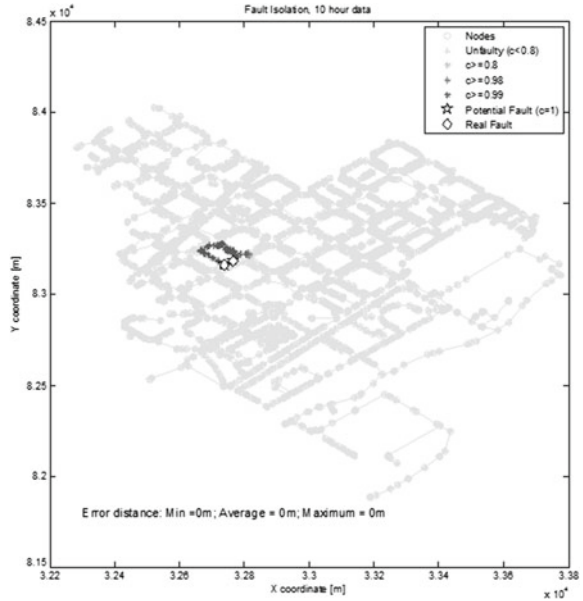 Fault Isolation, 10 hour data
x 10⁴
8.45
8.4
8.35
8.3
8.25
8.2
8.15
Y coordinate [m]
Nodes
Unfaulty (c<0.8)
c>=0.8
c>=0.98
c>=0.99
Potential Fault (c=1)
Real Fault
Error distance: Min =0m; Average = 0m; Maximum = 0m
3.22 3.24 3.26 3.28 3.3 3.32 3.34 3.36 3.38
X coordinate [m]
x 10⁴